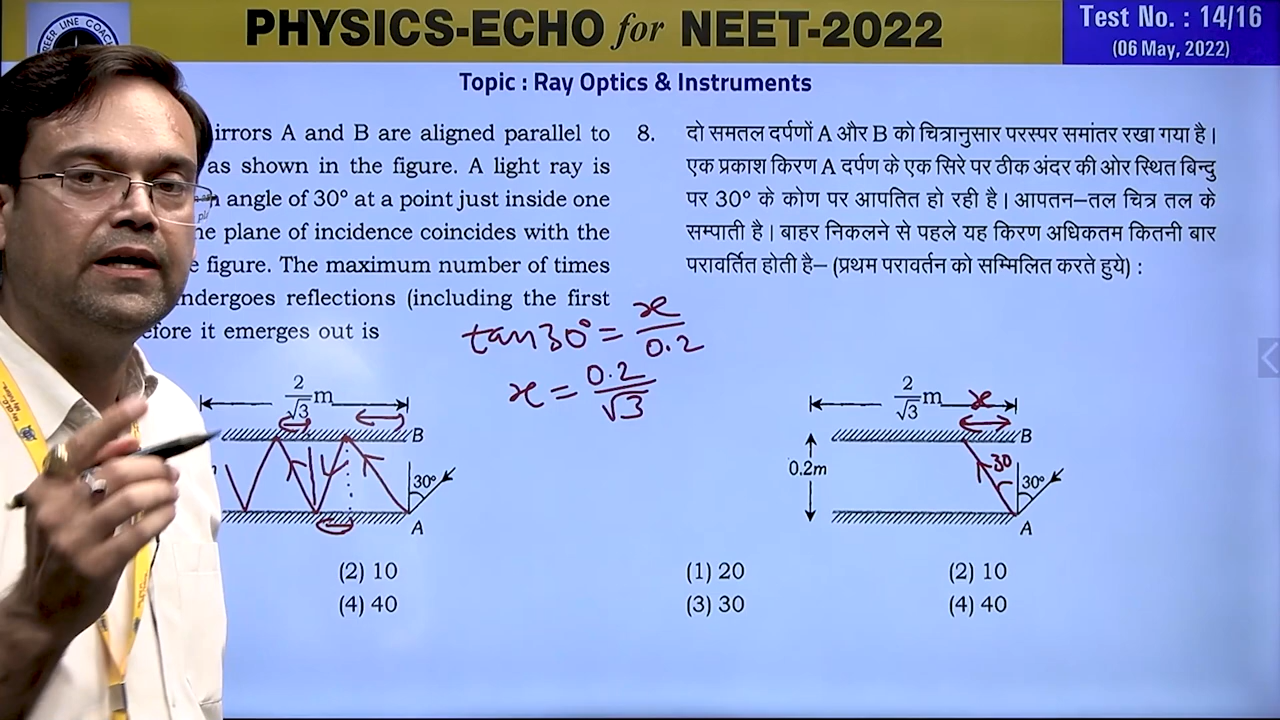 PHYSICS-ECHO for NEET-2022
Test No. : 14/16
(06 May, 2022)
Topic : Ray Optics & Instruments
irrors A and B are aligned parallel to
as shown in the figure. A light ray is
angle of 30° at a point just inside one
he plane of incidence coincides with the
e figure. The maximum number of times
ndergoes reflections (including the first
efore it emerges out is
8. दो समतल दर्पणों A और B को चित्रानुसार परस्पर समांतर रखा गया है।
एक प्रकाश किरण A दर्पण के एक सिरे पर ठीक अंदर की ओर स्थित बिन्दु
पर 30° के कोण पर आपतित हो रही है। आपतन–तल चित्र तल के
सम्पाती है। बाहर निकलने से पहले यह किरण अधिकतम कितनी बार
परावर्तित होती है– (प्रथम परावर्तन को सम्मिलित करते हुये) :
tan30° = x/0.2
x = 0.2/√3
2/√3 m
B
30°
A
(2) 10
(4) 40
2/√3 m
x
B
0.2m
30
30°
A
(1) 20 (2) 10
(3) 30 (4) 40